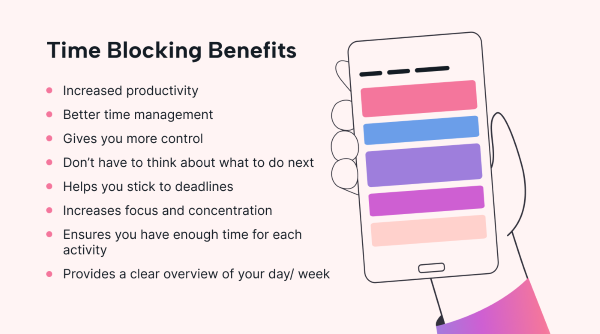 Time Blocking Benefits
Increased productivity
Better time management
Gives you more control
Don't have to think about what to do next
Helps you stick to deadlines
Increases focus and concentration
Ensures you have enough time for each
activity
Provides a clear overview of your day/ week